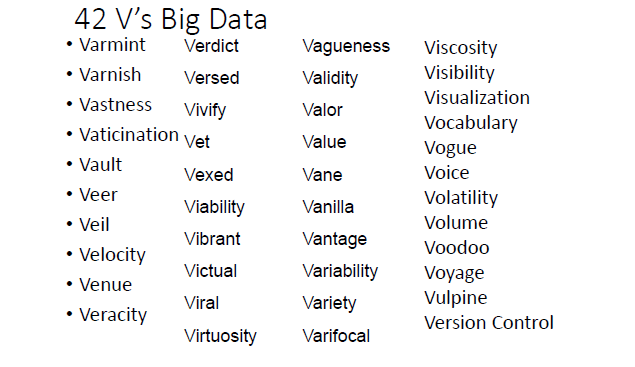 42 V's Big Data
• Varmint
• Varnish
• Vastness
• Vaticination
• Vault
• Veer
• Veil
• Velocity
• Venue
• Veracity
Verdict
Versed
Vivify
Vet
Vexed
Viability
Vibrant
Victual
Viral
Virtuosity
Vagueness
Validity
Valor
Value
Vane
Vanilla
Vantage
Variability
Variety
Varifocal
Viscosity
Visibility
Visualization
Vocabulary
Vogue
Voice
Volatility
Volume
Voodoo
Voyage
Vulpine
Version Control